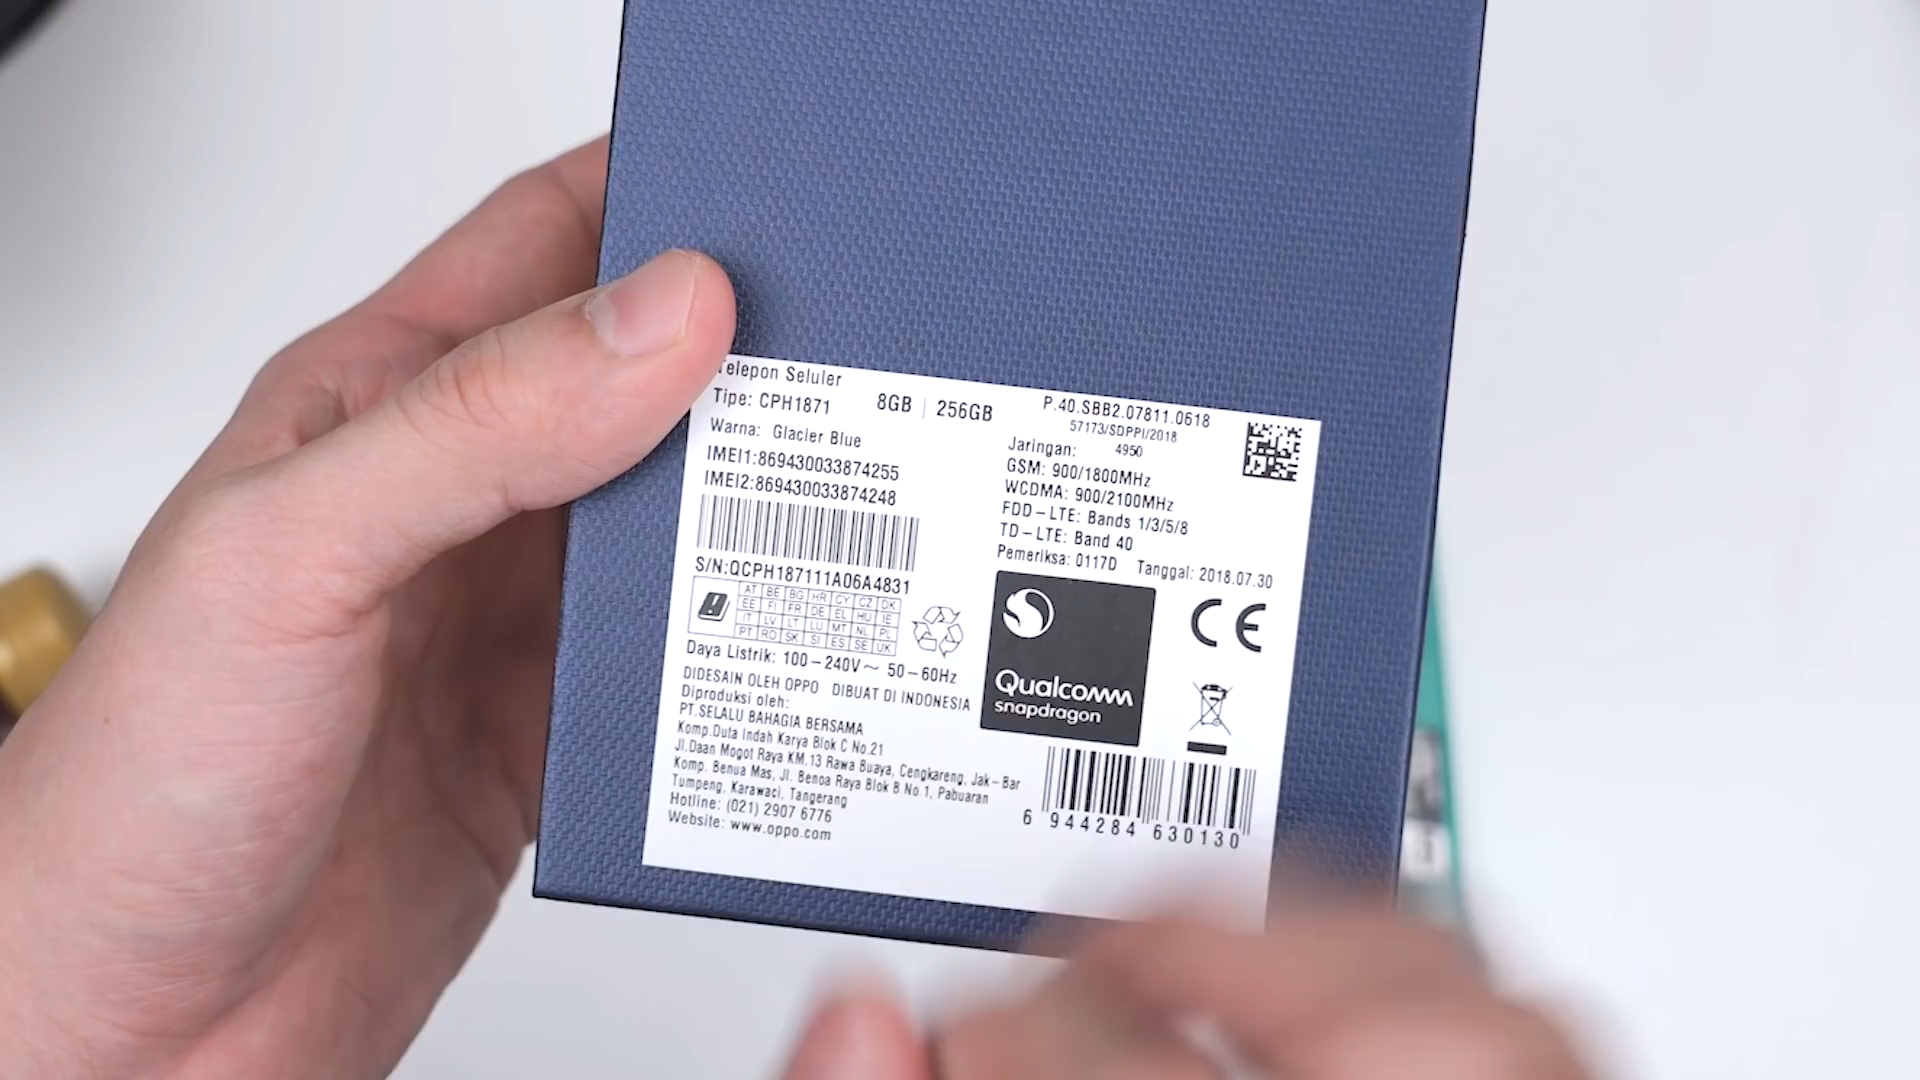 Telepon Seluler
Tipe: CPH1871 8GB | 256GB
Warna: Glacier Blue
IMEI1:869430033874255
IMEI2:869430033874248
S/N:QCPH187111A06A4831
P.40.SBB2.07811.0618
57173/SDPPI/2018
4950
Jaringan:
GSM: 900/1800MHz
WCDMA: 900/2100MHz
FDD-LTE: Bands 1/3/5/8
TD-LTE: Band 40
Pemeriksa: 0117D Tanggal: 2018.07.30
AT BE BG HR CY CZ DK
EE FI FR DE EL HU IE
IT LV LT LU MT NL PL
PT RO SK SI ES SE UK
Daya Listrik: 100-240V~ 50-60Hz
DIDESAIN OLEH OPPO DIBUAT DI INDONESIA
Diproduksi oleh:
PT.SELALU BAHAGIA BERSAMA
Komp.Duta Indah Karya Blok C No.21
Jl.Daan Mogot Raya KM.13 Rawa Buaya, Cengkareng, Jak-Bar
Komp. Benua Mas, Jl. Benoa Raya Blok B No.1, Pabuaran
Tumpeng, Karawaci, Tangerang
Hotline: (021) 2907 6776
Website: www.oppo.com
Qualcomm
snapdragon
CE
6 944284 630130